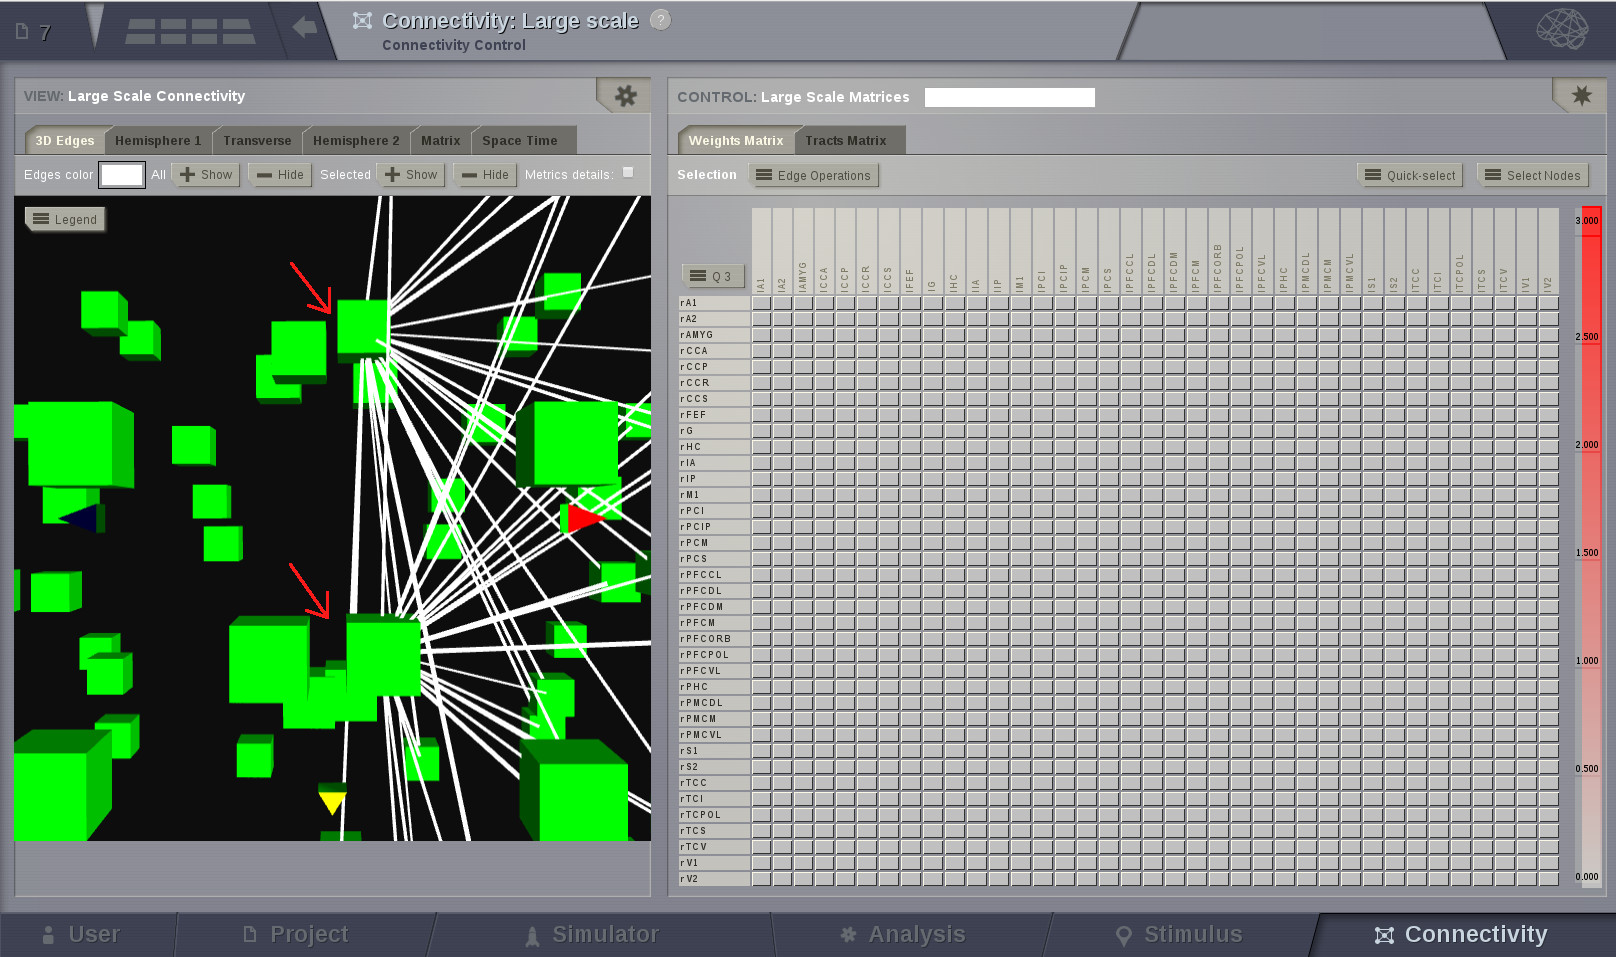 7
Connectivity: Large scale ?
Connectivity Control
VIEW: Large Scale Connectivity
3D Edges Hemisphere 1 Transverse Hemisphere 2 Matrix Space Time
Edges color All Show Hide Selected Show Hide Metrics details:
Legend
CONTROL: Large Scale Matrices
Weights Matrix Tracts Matrix
Selection Edge Operations Quick-select Select Nodes
Q 3
lA1 lA2 lAMYG lCCA lCCP lCCR lCCS lFEF lG lHC lIA lIP lM1 lPCI lPCIP lPCM lPCS lPFCCL lPFCDL lPFCDM lPFCM lPFCORB lPFCPOL lPFCVL lPHC lPMCDL lPMCM lPMCVL lS1 lS2 lTCC lTCI lTCPOL lTCS lTCV lV1 lV2
rA1
rA2
rAMYG
rCCA
rCCP
rCCR
rCCS
rFEF
rG
rHC
rIA
rIP
rM1
rPCI
rPCIP
rPCM
rPCS
rPFCCL
rPFCDL
rPFCDM
rPFCM
rPFCORB
rPFCPOL
rPFCVL
rPHC
rPMCDL
rPMCM
rPMCVL
rS1
rS2
rTCC
rTCI
rTCPOL
rTCS
rTCV
rV1
rV2
3.000
2.500
2.000
1.500
1.000
0.500
0.000
User Project Simulator Analysis Stimulus Connectivity